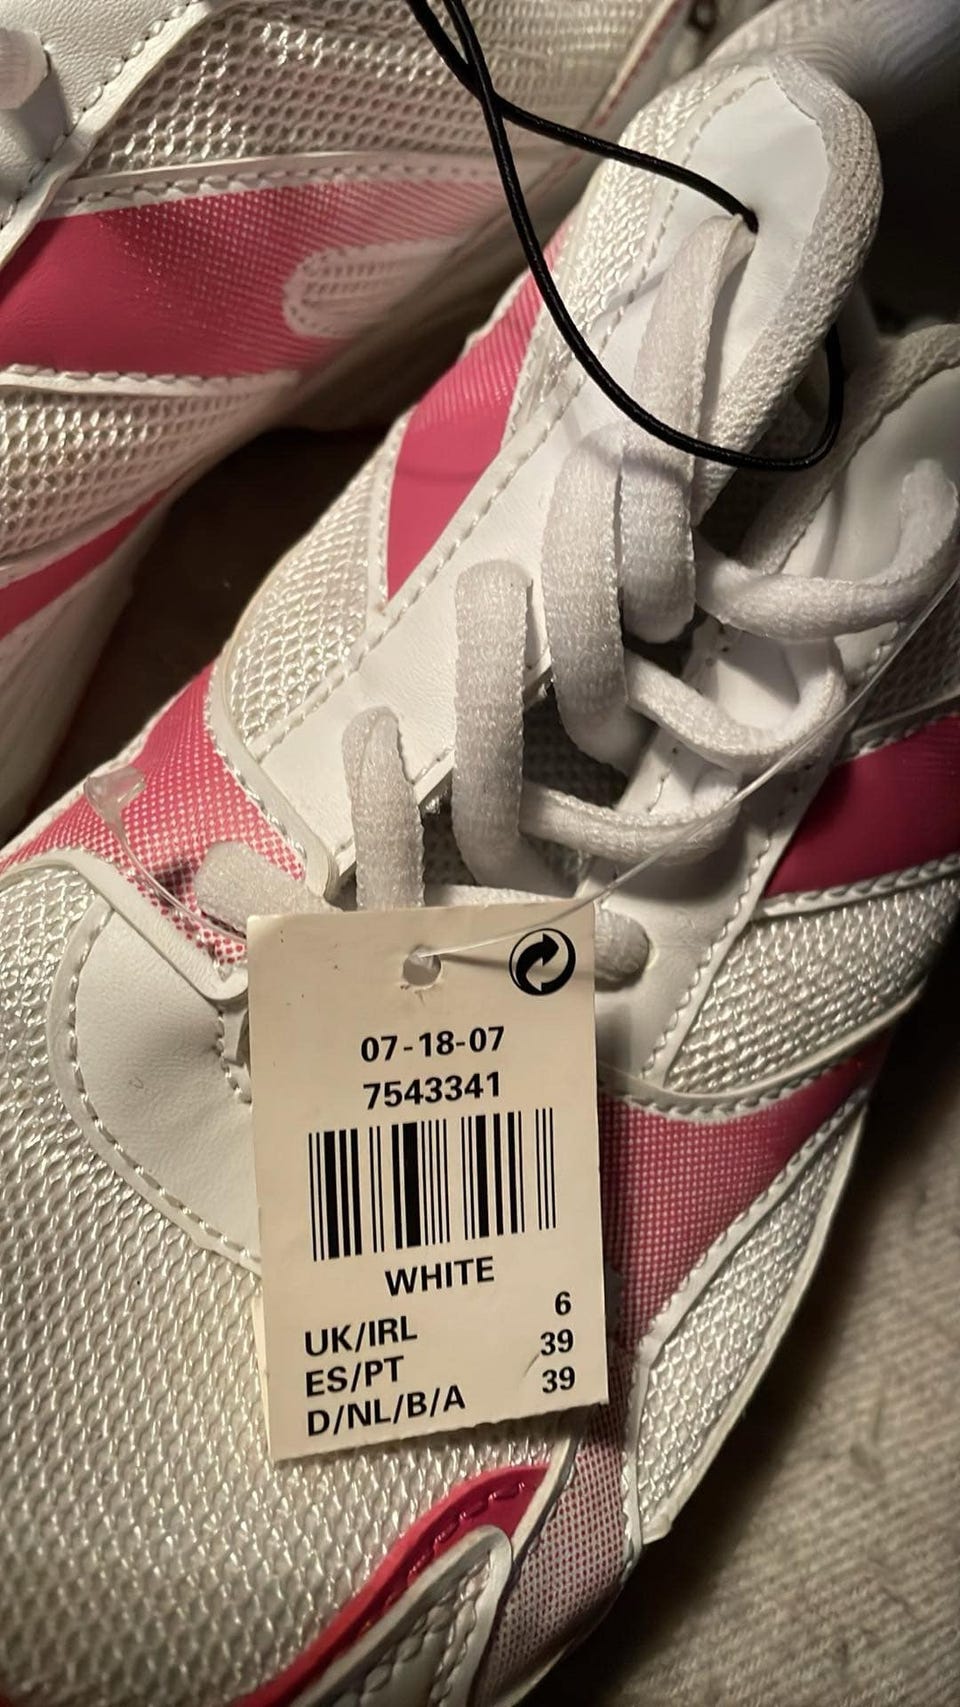 07-18-07
7543341
WHITE
UK/IRL 6
ES/PT 39
D/NL/B/A 39